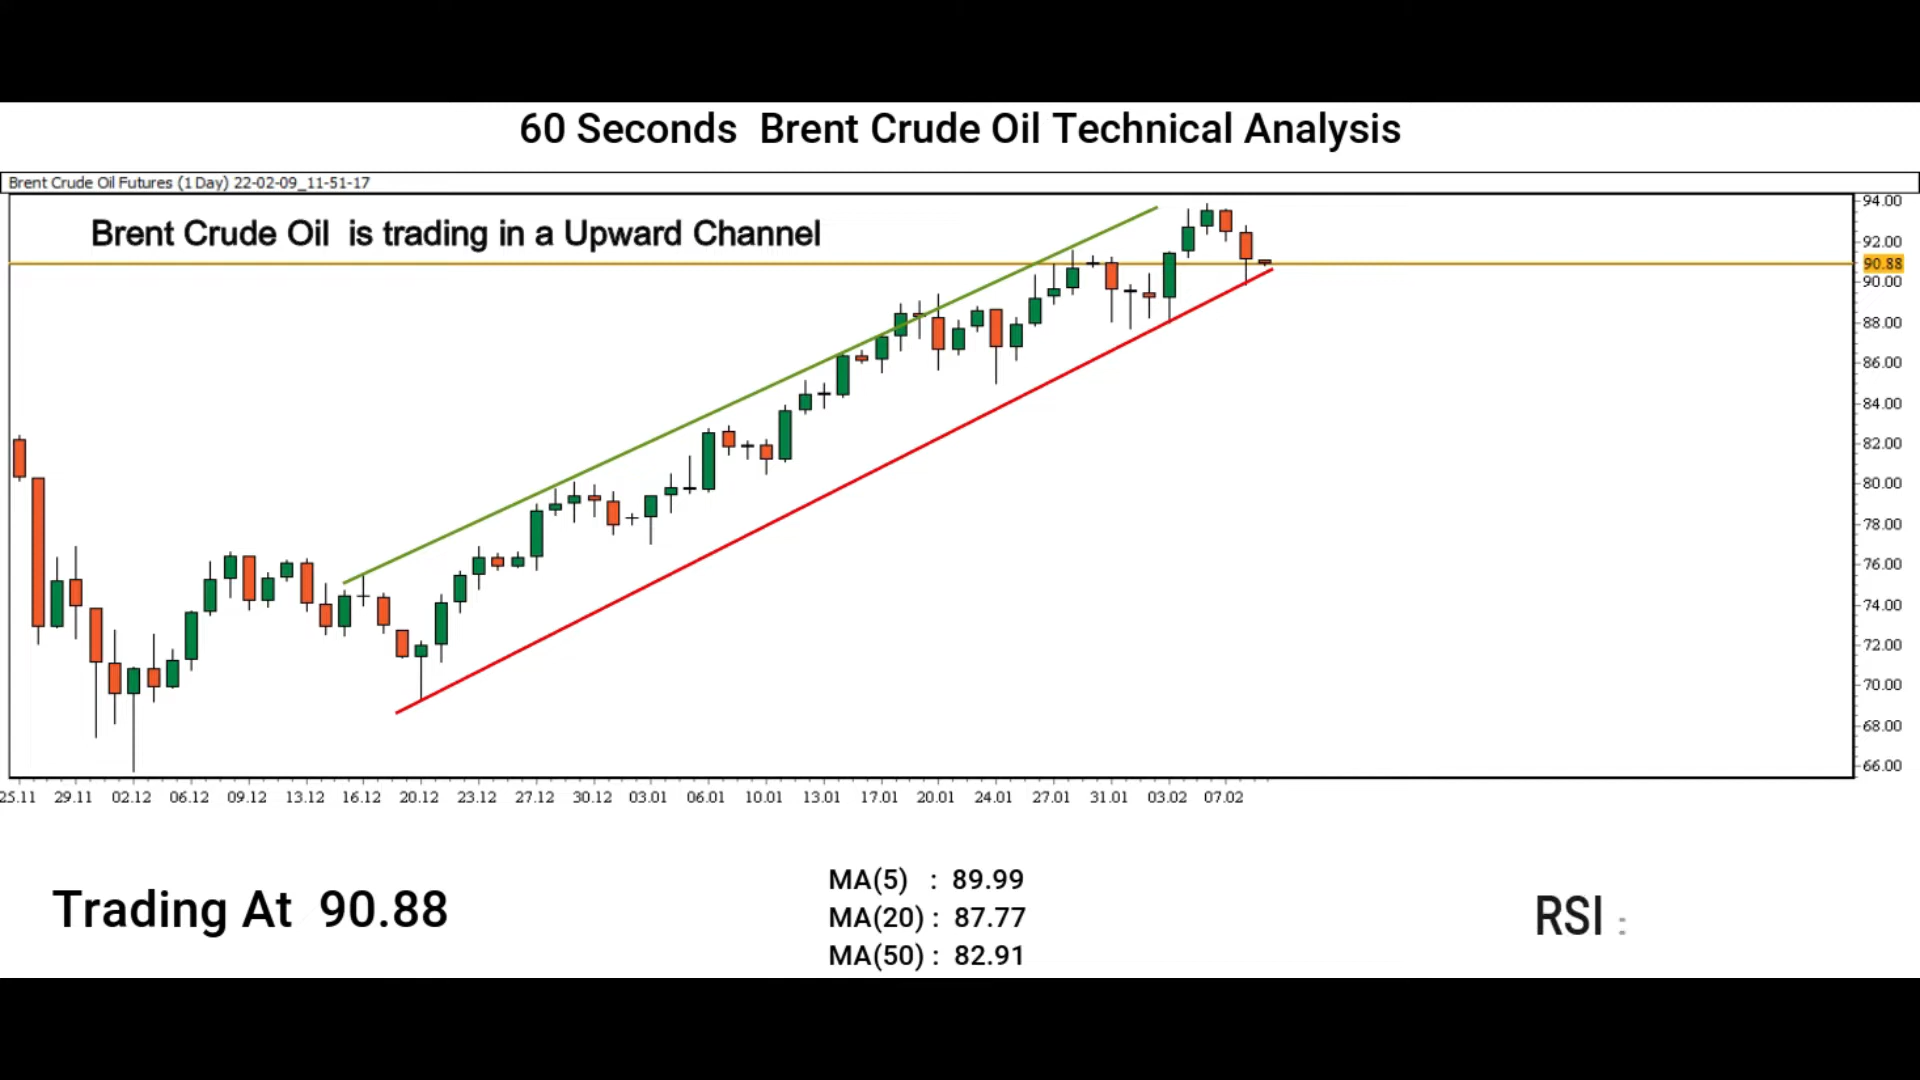 60 Seconds  Brent Crude Oil Technical Analysis
Brent Crude Oil Futures (1 Day) 22-02-09_11-51-17
Brent Crude Oil  is trading in a Upward Channel
94.00
92.00
90.88
90.00
88.00
86.00
84.00
82.00
80.00
78.00
76.00
74.00
72.00
70.00
68.00
66.00
25.11 29.11 02.12 06.12 09.12 13.12 16.12 20.12 23.12 27.12 30.12 03.01 06.01 10.01 13.01 17.01 20.01 24.01 27.01 31.01 03.02 07.02
Trading At  90.88
MA(5)   :  89.99
MA(20) :  87.77
MA(50) :  82.91
RSI :